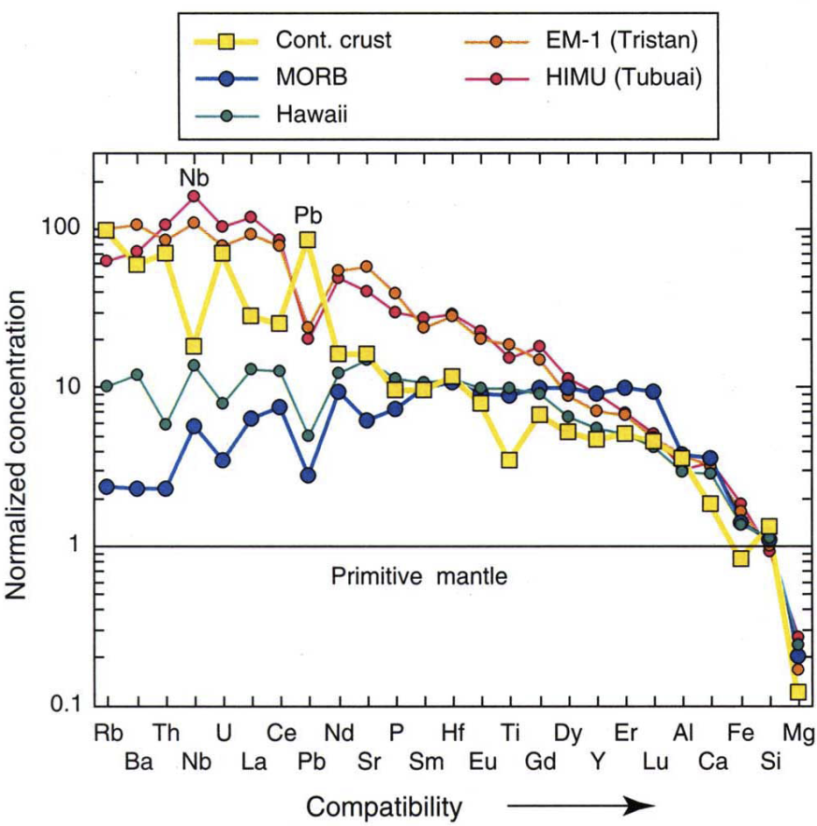 Cont. crust
EM-1 (Tristan)
MORB
HIMU (Tubuai)
Hawaii
Nb
Pb
100
10
1
0.1
Normalized concentration
Primitive mantle
Rb Th U Ce Nd P Hf Ti Dy Er Al Fe Mg
Ba Nb La Pb Sr Sm Eu Gd Y Lu Ca Si
Compatibility